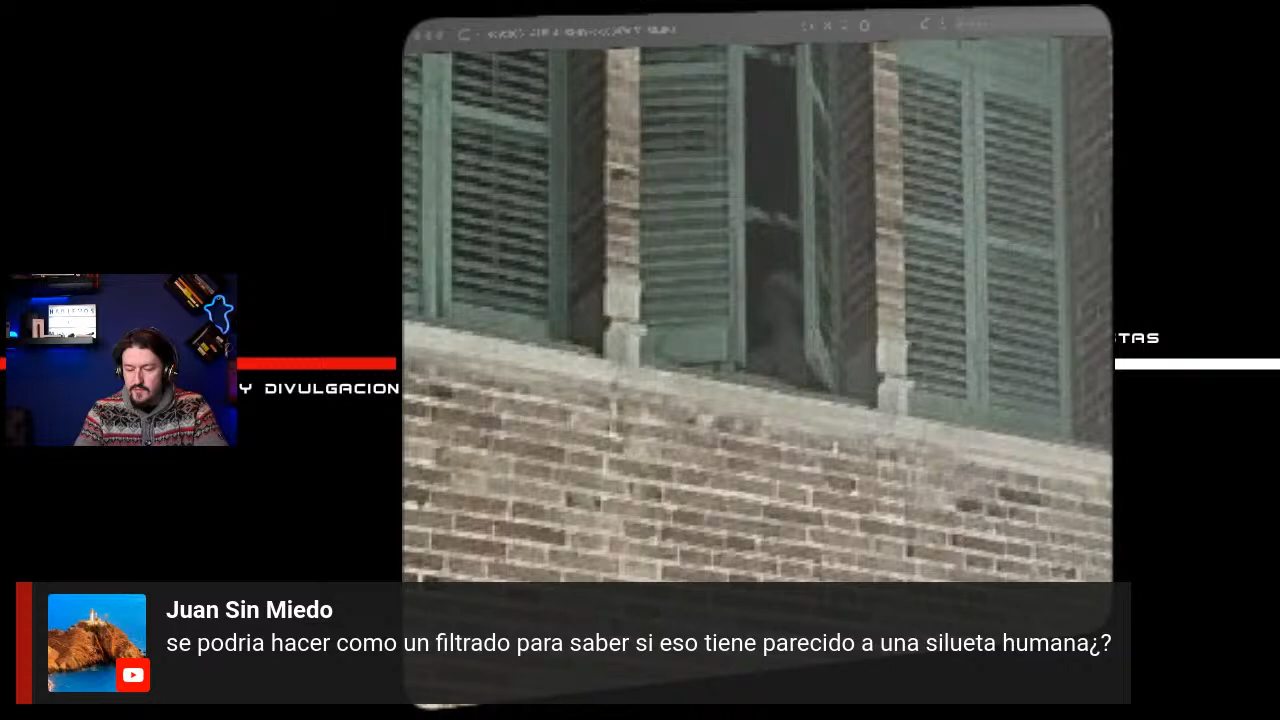 TAS
Y DIVULGACION
Juan Sin Miedo
se podria hacer como un filtrado para saber si eso tiene parecido a una silueta humana¿?